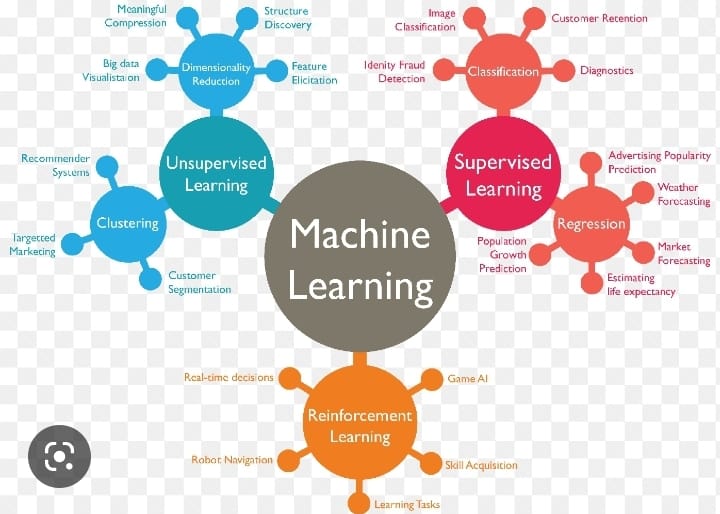 Meaningful
Compression
Structure
Discovery
Big data
Visualistaion
Dimensionality
Reduction
Feature
Elicitation
Image
Classification
Customer Retention
Idenity Fraud
Detection
Classification
Diagnostics
Unsupervised
Learning
Supervised
Learning
Recommender
Systems
Clustering
Targetted
Marketing
Customer
Segmentation
Machine
Learning
Advertising Popularity
Prediction
Weather
Forecasting
Regression
Population
Growth
Prediction
Market
Forecasting
Estimating
life expectancy
Real-time decisions
Game AI
Reinforcement
Learning
Robot Navigation
Skill Acquisition
Learning Tasks